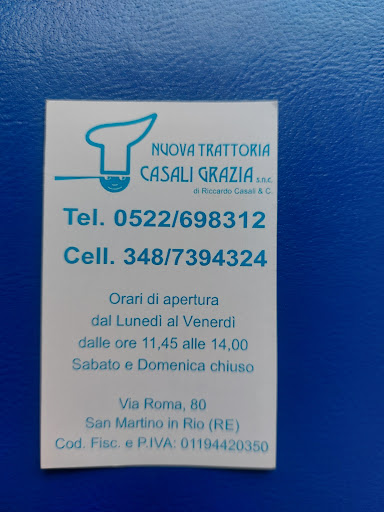 NUOVA TRATTORIA
CASALI GRAZIA s.n.c.
di Riccardo Casali & C.
Tel. 0522/698312
Cell. 348/7394324
Orari di apertura
dal Lunedì al Venerdì
dalle ore 11,45 alle 14,00
Sabato e Domenica chiuso
Via Roma, 80
San Martino in Rio (RE)
Cod. Fisc. e P.IVA: 01194420350